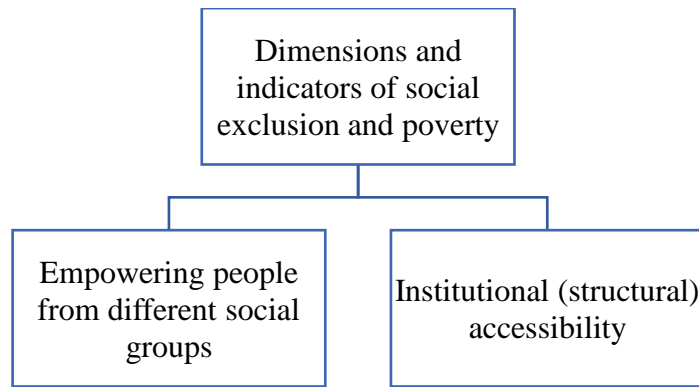 Dimensions and
indicators of social
exclusion and poverty
Empowering people
from different social
groups
Institutional (structural)
accessibility